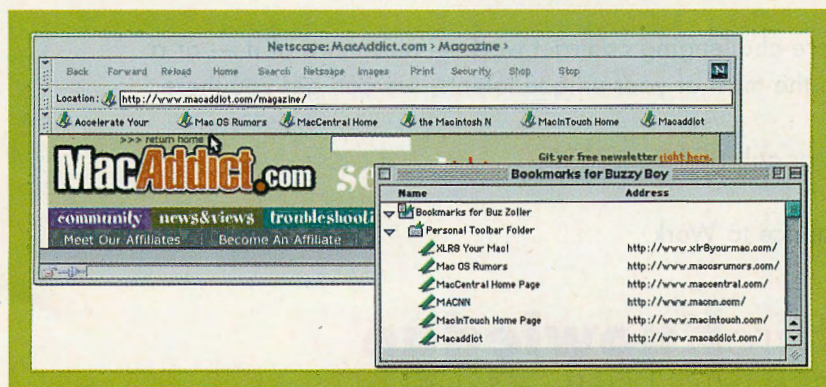 Netscape: MacAddict.com > Magazine >
Back Forward Reload Home Search Netscape Images Print Security Shop Stop
N
Location: http://www.macaddict.com/magazine/
Accelerate Your Mac OS Rumors MacCentral Home the Macintosh N MacInTouch Home Macaddict
>>> return home
MacAddict.com
Git yer free newsletter right here.
community news&views troubleshooti
Meet Our Affiliates Become An Affiliate
Bookmarks for Buzzy Boy
Name Address
Bookmarks for Buz Zoller
Personal Toolbar Folder
XLR8 Your Mac! http://www.xlr8yourmac.com/
Mac OS Rumors http://www.macosrumors.com/
MacCentral Home Page http://www.maccentral.com/
MACNN http://www.macnn.com/
MacInTouch Home Page http://www.macintouch.com/
Macaddict http://www.macaddict.com/